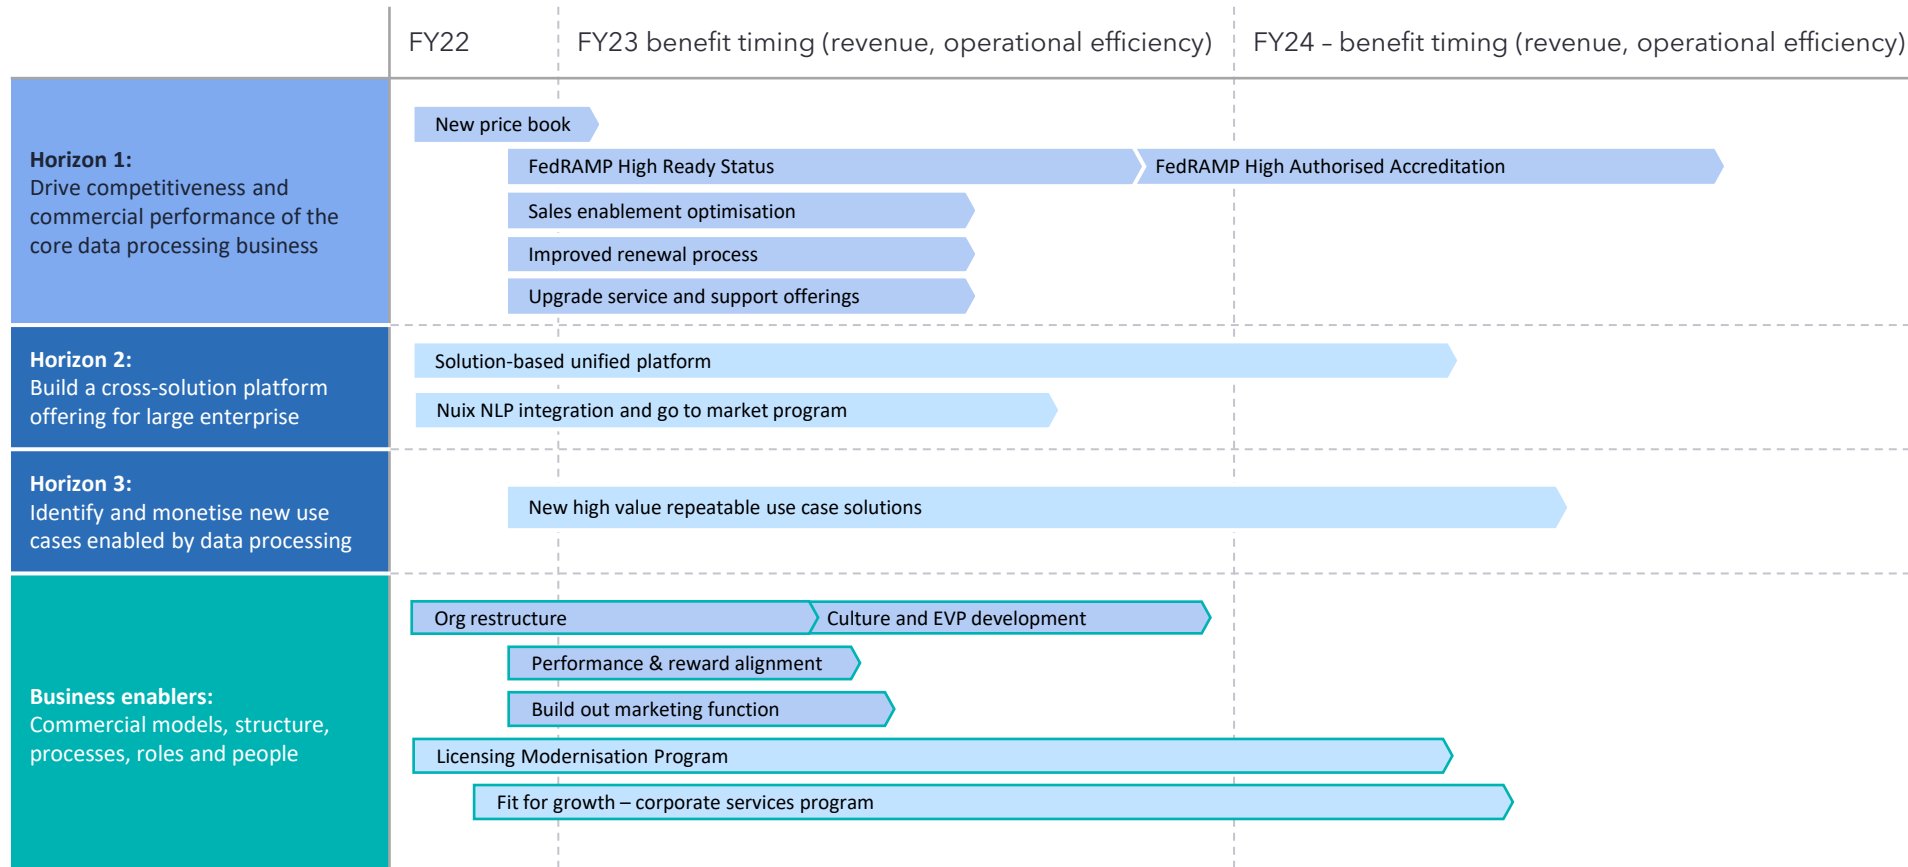 FY22
FY23 benefit timing (revenue, operational efficiency)
FY24 – benefit timing (revenue, operational efficiency)
Horizon 1:
Drive competitiveness and
commercial performance of the
core data processing business
New price book
FedRAMP High Ready Status
FedRAMP High Authorised Accreditation
Sales enablement optimisation
Improved renewal process
Upgrade service and support offerings
Horizon 2:
Build a cross-solution platform
offering for large enterprise
Solution-based unified platform
Nuix NLP integration and go to market program
Horizon 3:
Identify and monetise new use
cases enabled by data processing
New high value repeatable use case solutions
Business enablers:
Commercial models, structure,
processes, roles and people
Org restructure
Culture and EVP development
Performance & reward alignment
Build out marketing function
Licensing Modernisation Program
Fit for growth – corporate services program